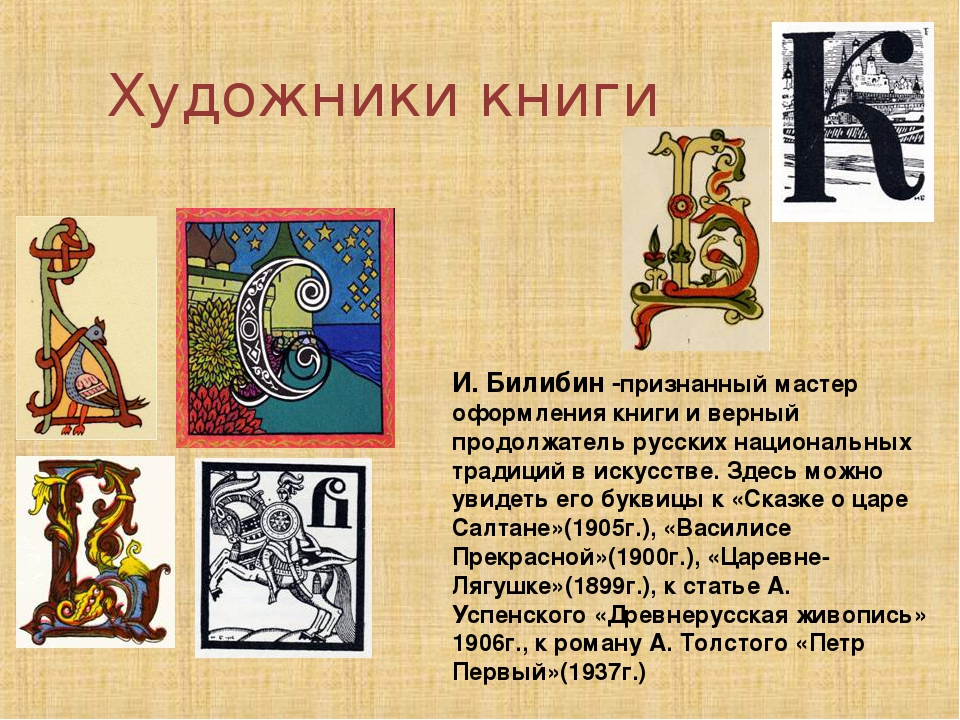 Художники книги
И. Билибин -признанный мастер
оформления книги и верный
продолжатель русских национальных
традиций в искусстве. Здесь можно
увидеть его буквицы к «Сказке о царе
Салтане»(1905г.), «Василисе
Прекрасной»(1900г.), «Царевне-
Лягушке»(1899г.), к статье А.
Успенского «Древнерусская живопись»
1906г., к роману А. Толстого «Петр
Первый»(1937г.)
К
В
С